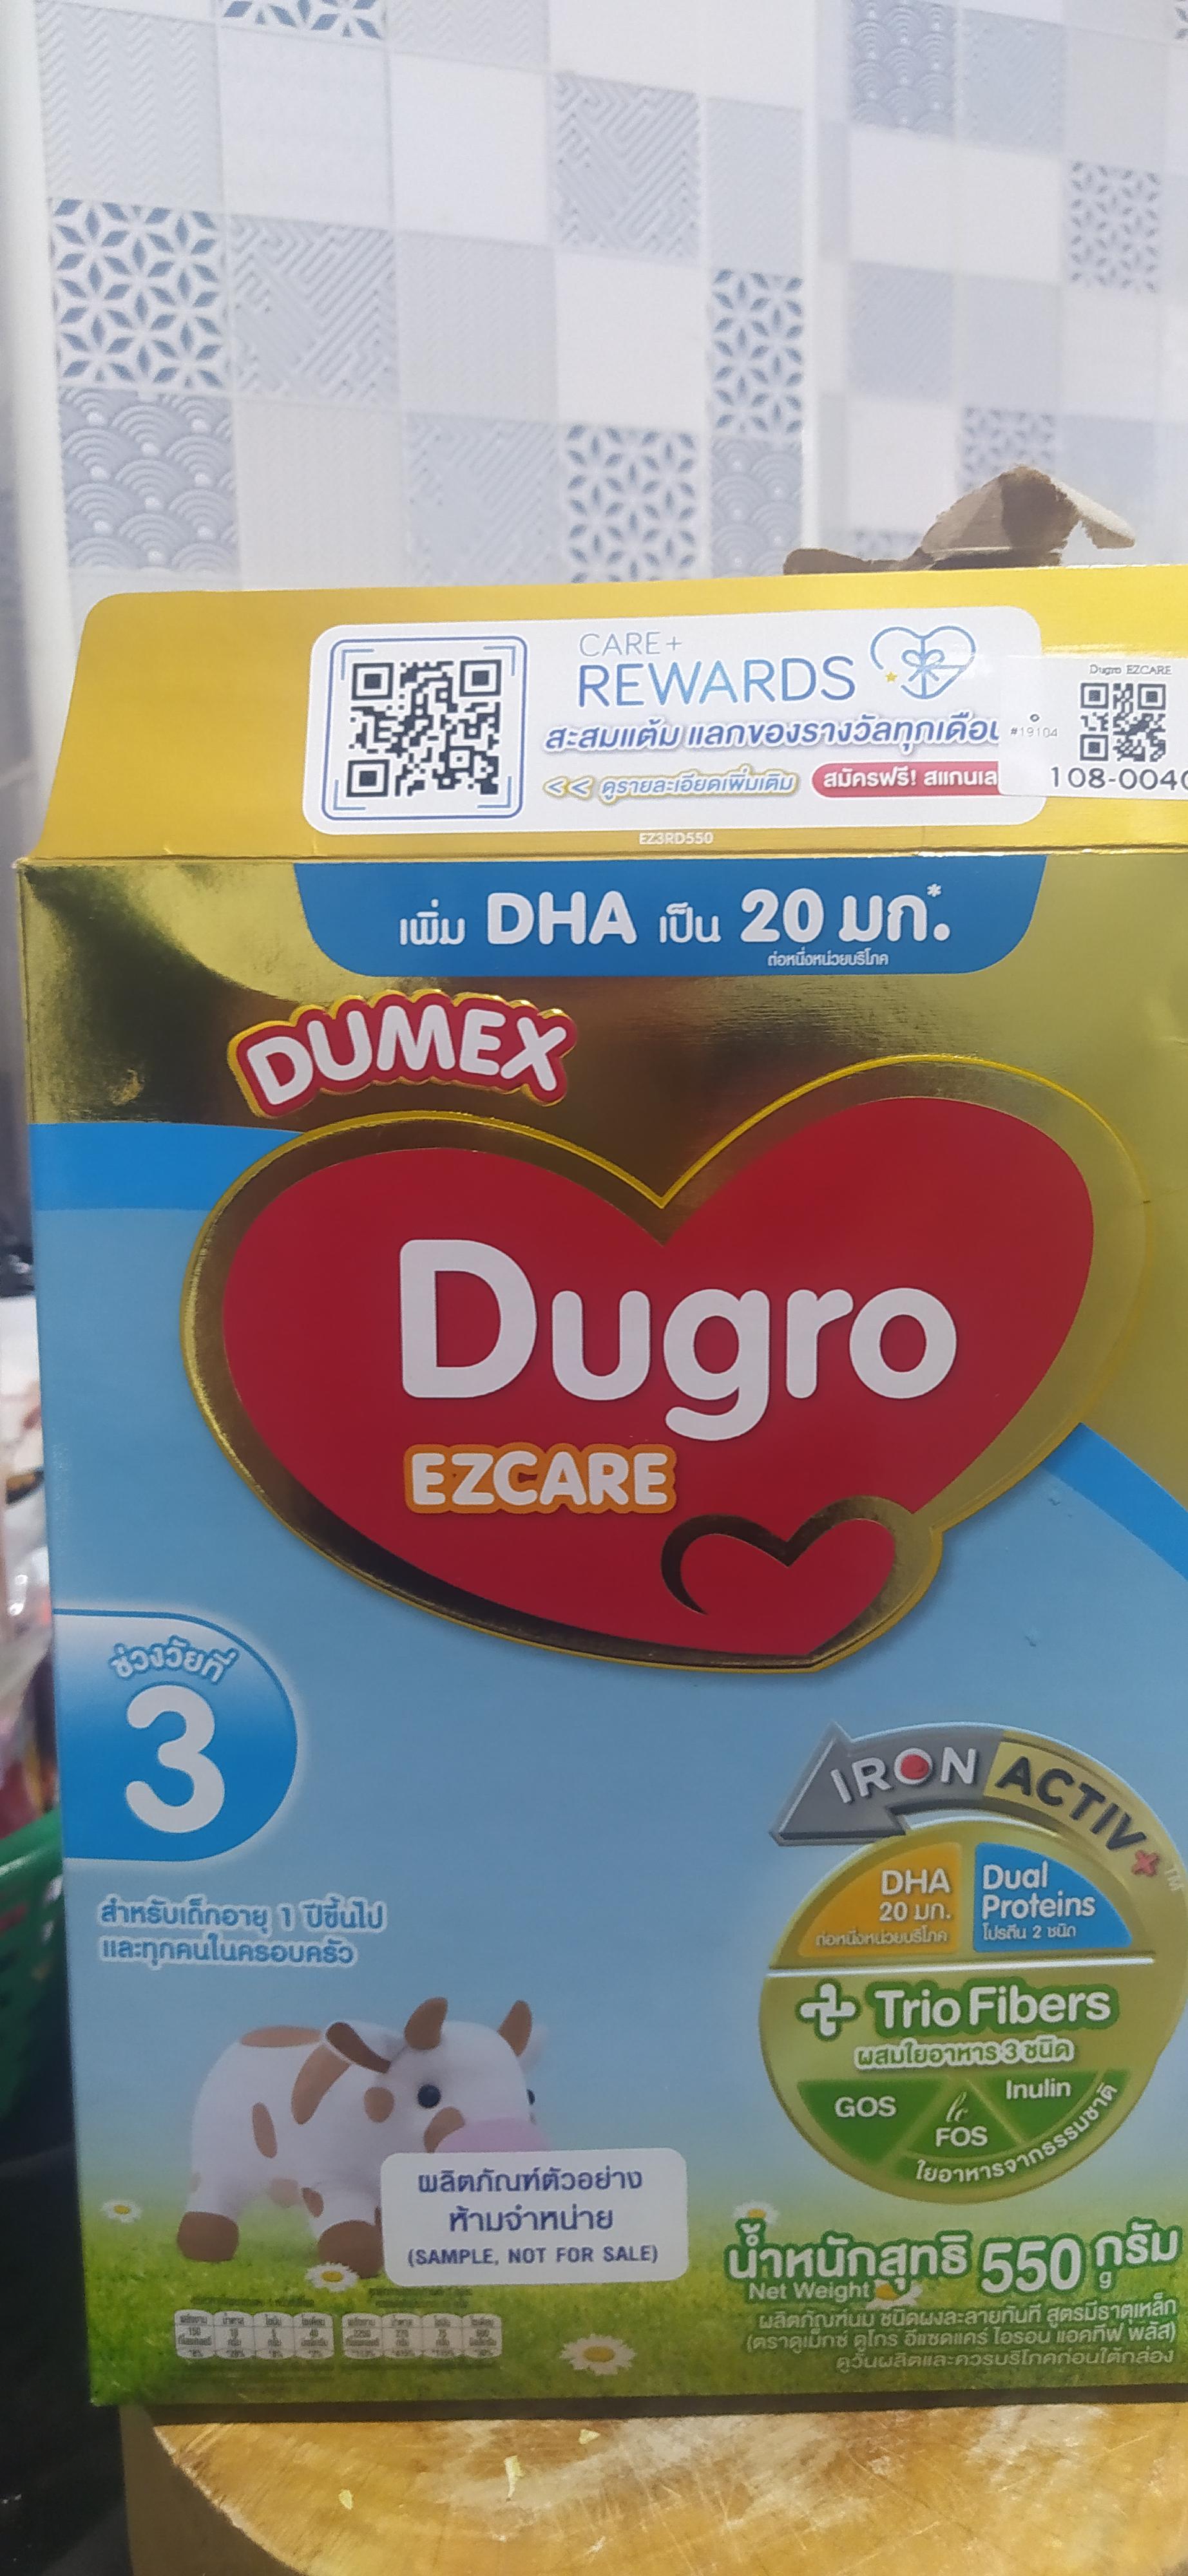 CARE+
REWARDS
สะสมแต้ม แลกของรางวัลทุกเดือน
<< ดูรายละเอียดเพิ่มเติม สมัครฟรี! สแกนเล
EZ3RD550
Dugro EZCARE
#19104
108-004
เพิ่ม DHA เป็น 20 มก.*
ต่อหนึ่งหน่วยบริโภค
DUMEX
Dugro
EZCARE
ช่วงวัยที่
3
สำหรับเด็กอายุ 1 ปีขึ้นไป
และทุกคนในครอบครัว
IRON ACTIV+™
DHA
20 มก.
ต่อหนึ่งหน่วยบริโภค
Dual
Proteins
โปรตีน 2 ชนิด
Trio Fibers
ผสมใยอาหาร 3 ชนิด
GOS
lc
FOS
Inulin
ใยอาหารจากธรรมชาติ
ผลิตภัณฑ์ตัวอย่าง
ห้ามจำหน่าย
(SAMPLE, NOT FOR SALE)
น้ำหนักสุทธิ 550 กรัม
Net Weight g
ผลิตภัณฑ์นม ชนิดผงละลายทันที สูตรมีธาตุเหล็ก
(ตราดูเม็กซ์ ดูโกร อีแซดแคร์ ไอรอน แอคทีฟ พลัส)
ดูวันผลิตและควรบริโภคก่อนใต้กล่อง